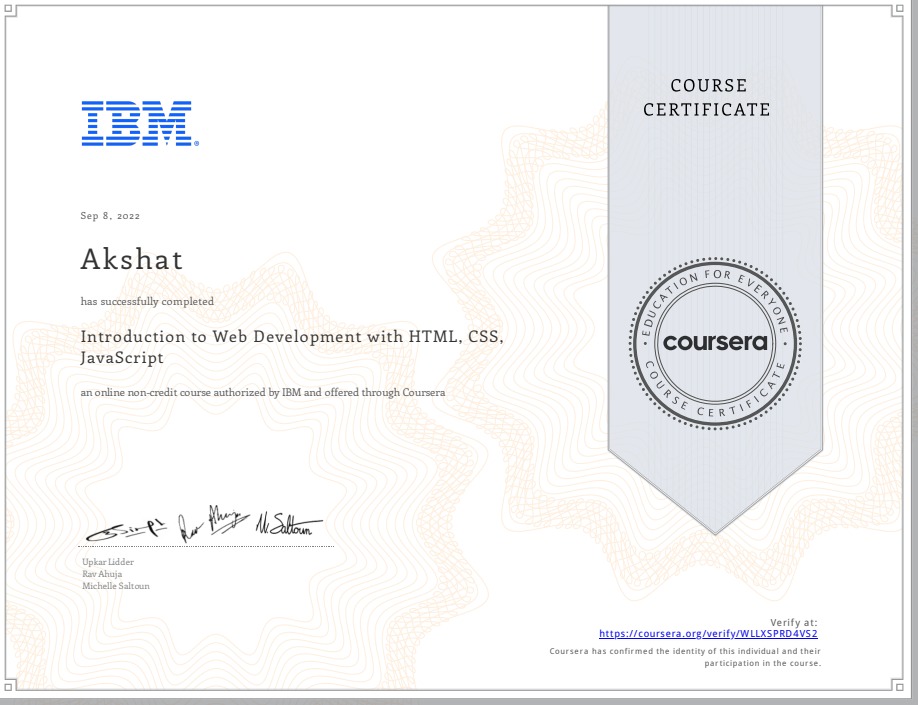 IBM®
COURSE
CERTIFICATE
Sep 8, 2022
Akshat
has successfully completed
Introduction to Web Development with HTML, CSS,
JavaScript
an online non-credit course authorized by IBM and offered through Coursera
EDUCATION FOR EVERYONE
coursera
COURSE CERTIFICATE
M. Saltoun
Upkar Lidder
Rav Ahuja
Michelle Saltoun
Verify at:
https://coursera.org/verify/WLLXSPRD4VS2
Coursera has confirmed the identity of this individual and their
participation in the course.